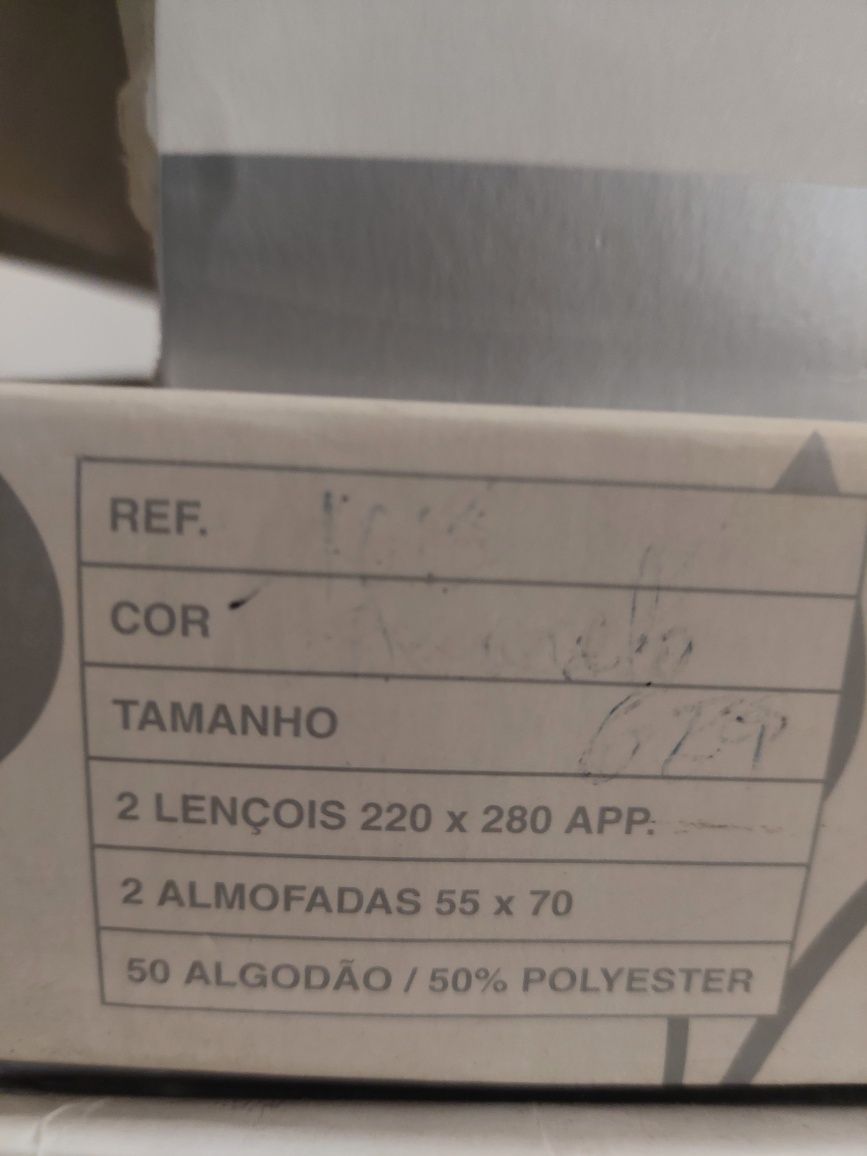 REF.
COR
TAMANHO
2 LENÇOIS 220 x 280 APP.
2 ALMOFADAS 55 x 70
50 ALGODÃO / 50% POLYESTER